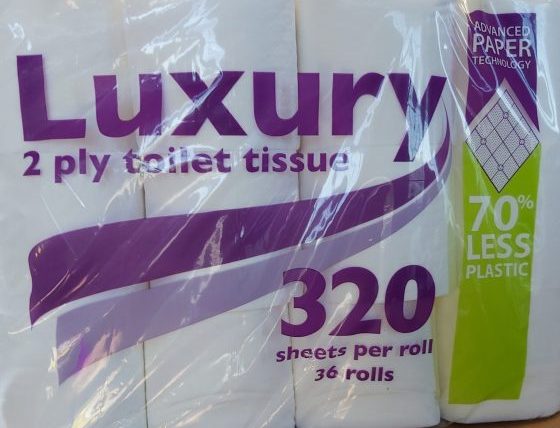 Luxury
2 ply toilet tissue
320
sheets per roll
36 rolls
ADVANCED
PAPER
TECHNOLOGY
70%
LESS
PLASTIC